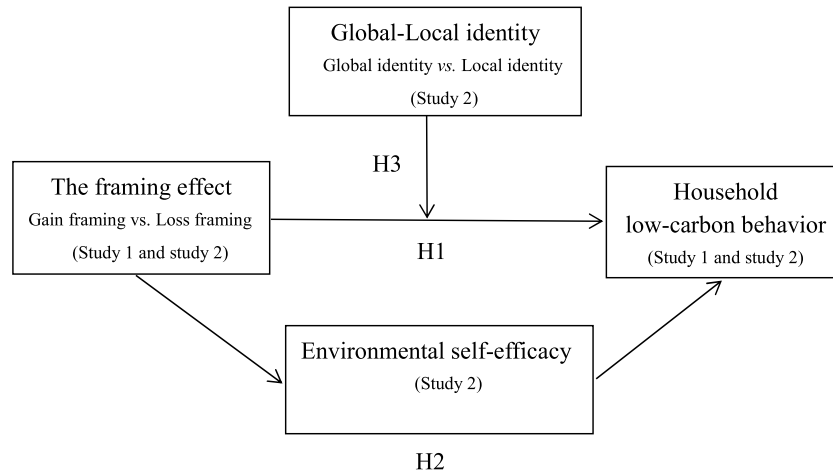 Global-Local identity
Global identity vs. Local identity
(Study 2)
H3
The framing effect
Gain framing vs. Loss framing
(Study 1 and study 2)
H1
Household
low-carbon behavior
(Study 1 and study 2)
Environmental self-efficacy
(Study 2)
H2